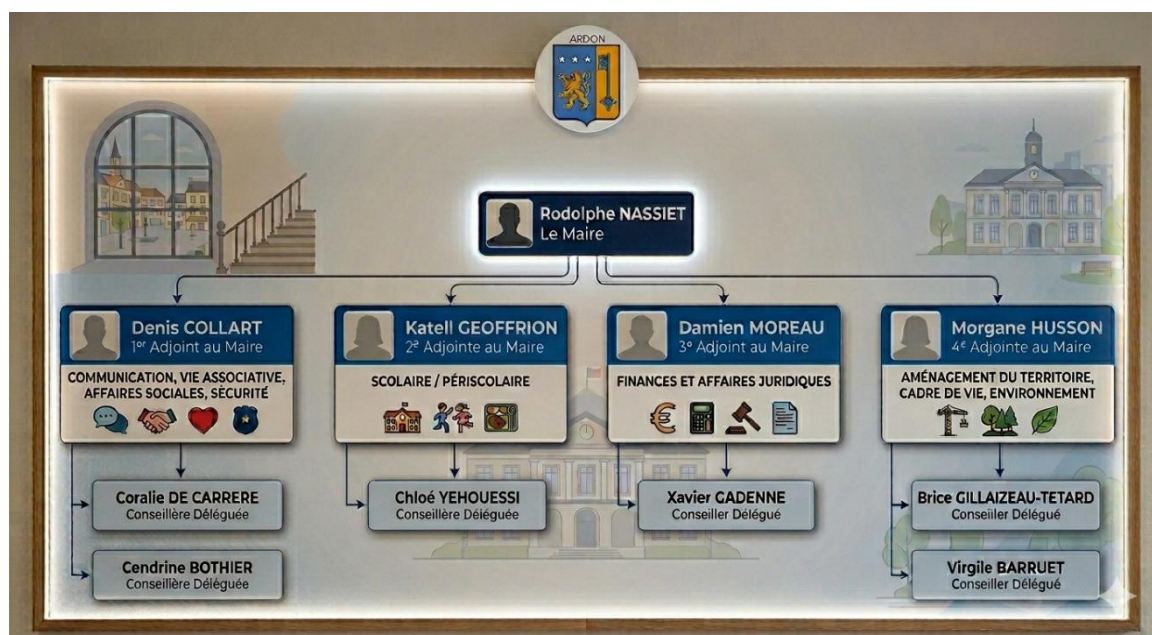 ARDON
Rodolphe NASSIET
Le Maire
Denis COLLART
1er Adjoint au Maire
COMMUNICATION, VIE ASSOCIATIVE,
AFFAIRES SOCIALES, SÉCURITÉ
Coralie DE CARRERE
Conseillère Déléguée
Cendrine BOTHIER
Conseillère Déléguée
Katell GEOFFRION
2e Adjointe au Maire
SCOLAIRE / PÉRISCOLAIRE
Chloé YEHOUESSI
Conseillère Déléguée
Damien MOREAU
3e Adjoint au Maire
FINANCES ET AFFAIRES JURIDIQUES
Xavier GADENNE
Conseiller Délégué
Morgane HUSSON
4e Adjointe au Maire
AMÉNAGEMENT DU TERRITOIRE,
CADRE DE VIE, ENVIRONNEMENT
Brice GILLAIZEAU-TETARD
Conseiller Délégué
Virgile BARRUET
Conseiller Délégué